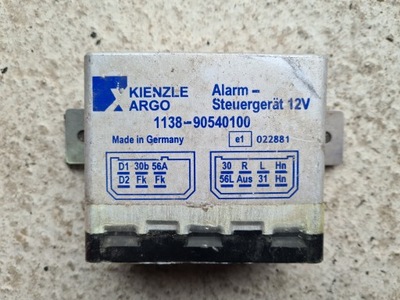 KIENZLE
ARGO
Alarm –
Steuergerät 12V
1138-90540100
Made in Germany
e1 022881
D1 30b 56A
D2 Fk Fk
30 R L Hn
56L Aus 31 Hn